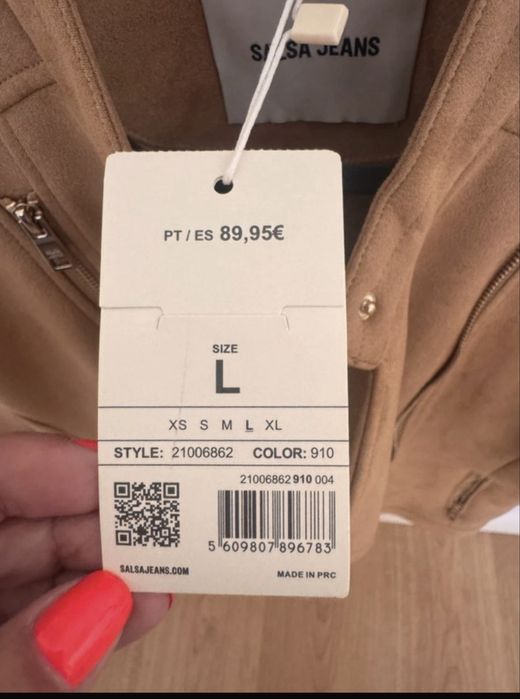 SALSA JEANS
PT / ES 89,95€
SIZE
L
XS S M L XL
STYLE: 21006862 COLOR: 910
21006862 910 004
5 609807 896783
SALSAJEANS.COM
MADE IN PRC